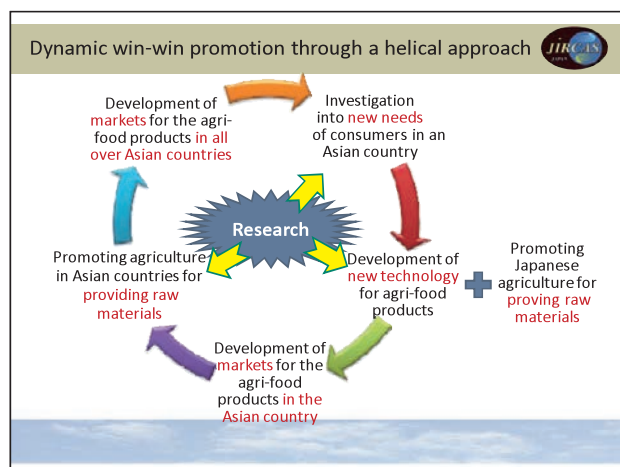 Dynamic win-win promotion through a helical approach
JIRCAS
JAPAN
Development of
markets for the agri-
food products in all
over Asian countries
Investigation
into new needs
of consumers in an
Asian country
Research
Promoting agriculture
in Asian countries for
providing raw
materials
Development of
new technology
for agri-food
products
Promoting
Japanese
agriculture for
proving raw
materials
Development of
markets for the
agri-food
products in the
Asian country